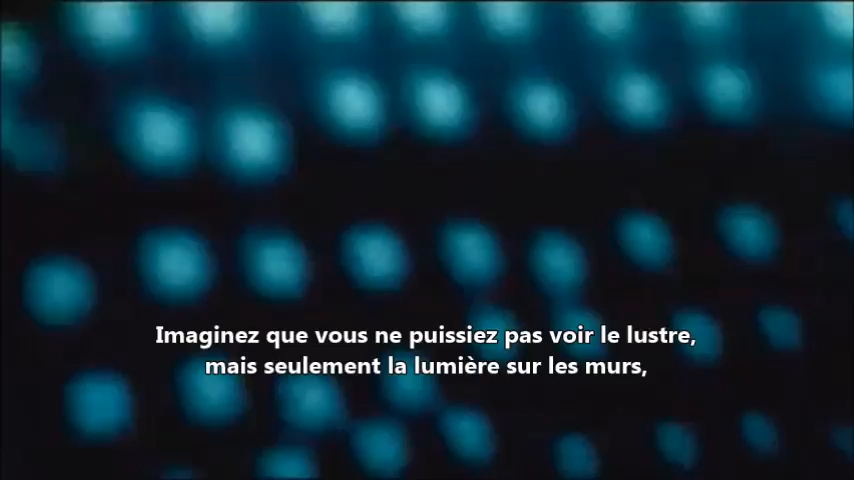 Imaginez que vous ne puissiez pas voir le lustre,
mais seulement la lumière sur les murs,